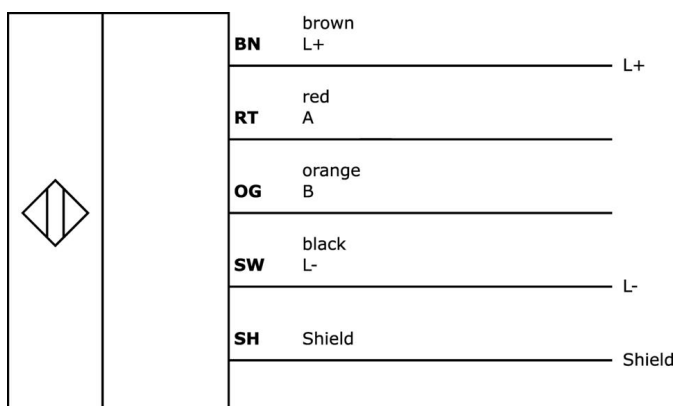 brown
BN L+
L+
red
RT A
orange
OG B
black
SW L-
L-
SH Shield
Shield